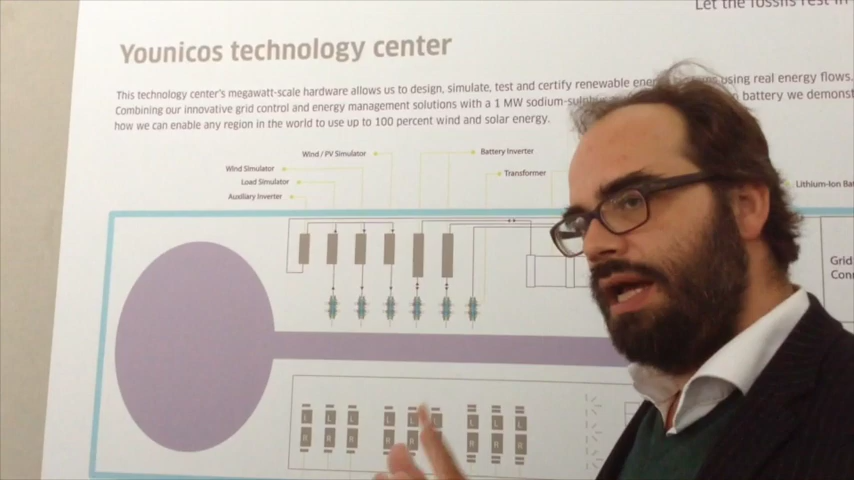 Let the fossils rest in
Younicos technology center
This technology center's megawatt-scale hardware allows us to design, simulate, test and certify renewable using real energy flows.
Combining our innovative grid control and energy management solutions with a 1 MW battery we demons
how we can enable any region in the world to use up to 100 percent wind and solar energy.
Wind / PV Simulator
Battery Inverter
Wind Simulator
Transformer
Load Simulator
Lithium-Ion Ba
Auxiliary Inverter
Grid
Con
L L L L L L L L
R R R R R R R